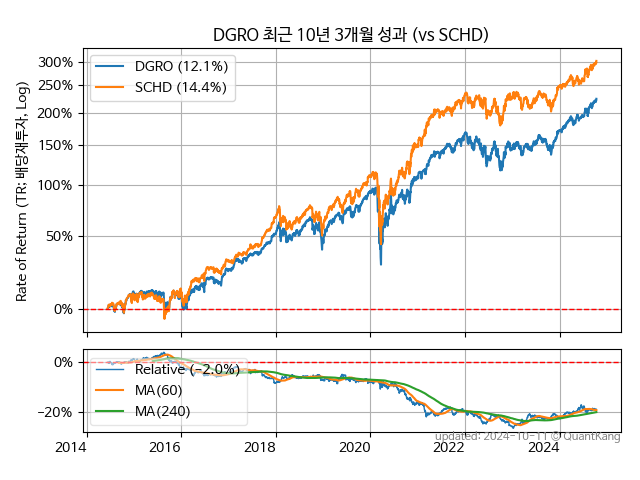 DGRO 최근 10년 3개월 성과 (vs SCHD)
Rate of Return (TR; 배당재투자, Log)
300%
250%
200%
150%
100%
50%
0%
DGRO (12.1%)
SCHD (14.4%)
0%
−20%
Relative (−2.0%)
MA(60)
MA(240)
2014
2016
2018
2020
2022
2024
updated: 2024-10-11 © QuantKang